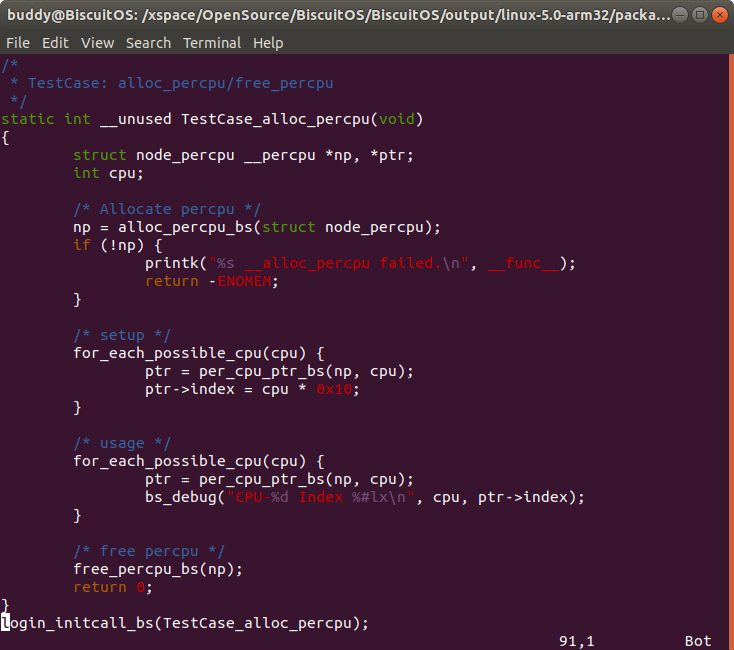 buddy@BiscuitOS: /xspace/OpenSource/BiscuitOS/BiscuitOS/output/linux-5.0-arm32/packa...
File Edit View Search Terminal Help
/*
 * TestCase: alloc_percpu/free_percpu
 */
static int __unused TestCase_alloc_percpu(void)
{
        struct node_percpu __percpu *np, *ptr;
        int cpu;

        /* Allocate percpu */
        np = alloc_percpu_bs(struct node_percpu);
        if (!np) {
                printk("%s __alloc_percpu failed.\n", __func__);
                return -ENOMEM;
        }

        /* setup */
        for_each_possible_cpu(cpu) {
                ptr = per_cpu_ptr_bs(np, cpu);
                ptr->index = cpu * 0x10;
        }

        /* usage */
        for_each_possible_cpu(cpu) {
                ptr = per_cpu_ptr_bs(np, cpu);
                bs_debug("CPU-%d Index %#lx\n", cpu, ptr->index);
        }

        /* free percpu */
        free_percpu_bs(np);
        return 0;
}
login_initcall_bs(TestCase_alloc_percpu);
91,1 Bot